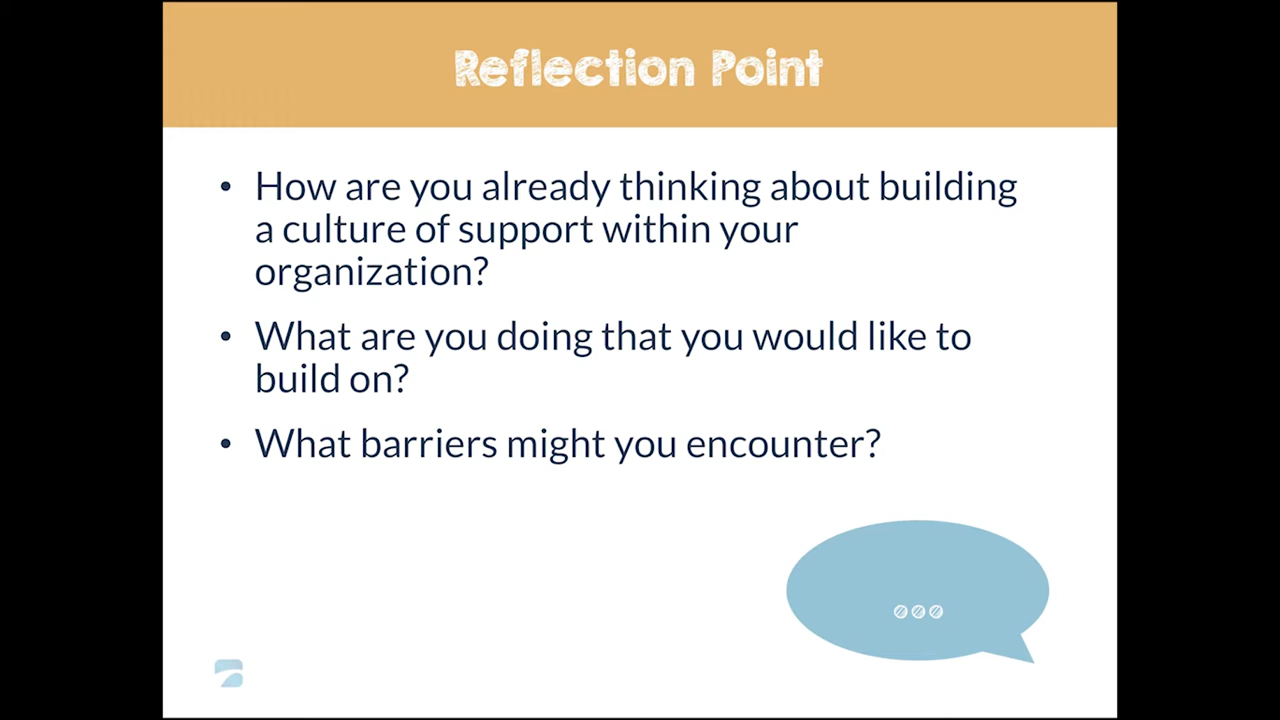 Reflection Point
• How are you already thinking about building
a culture of support within your
organization?
• What are you doing that you would like to
build on?
• What barriers might you encounter?
...